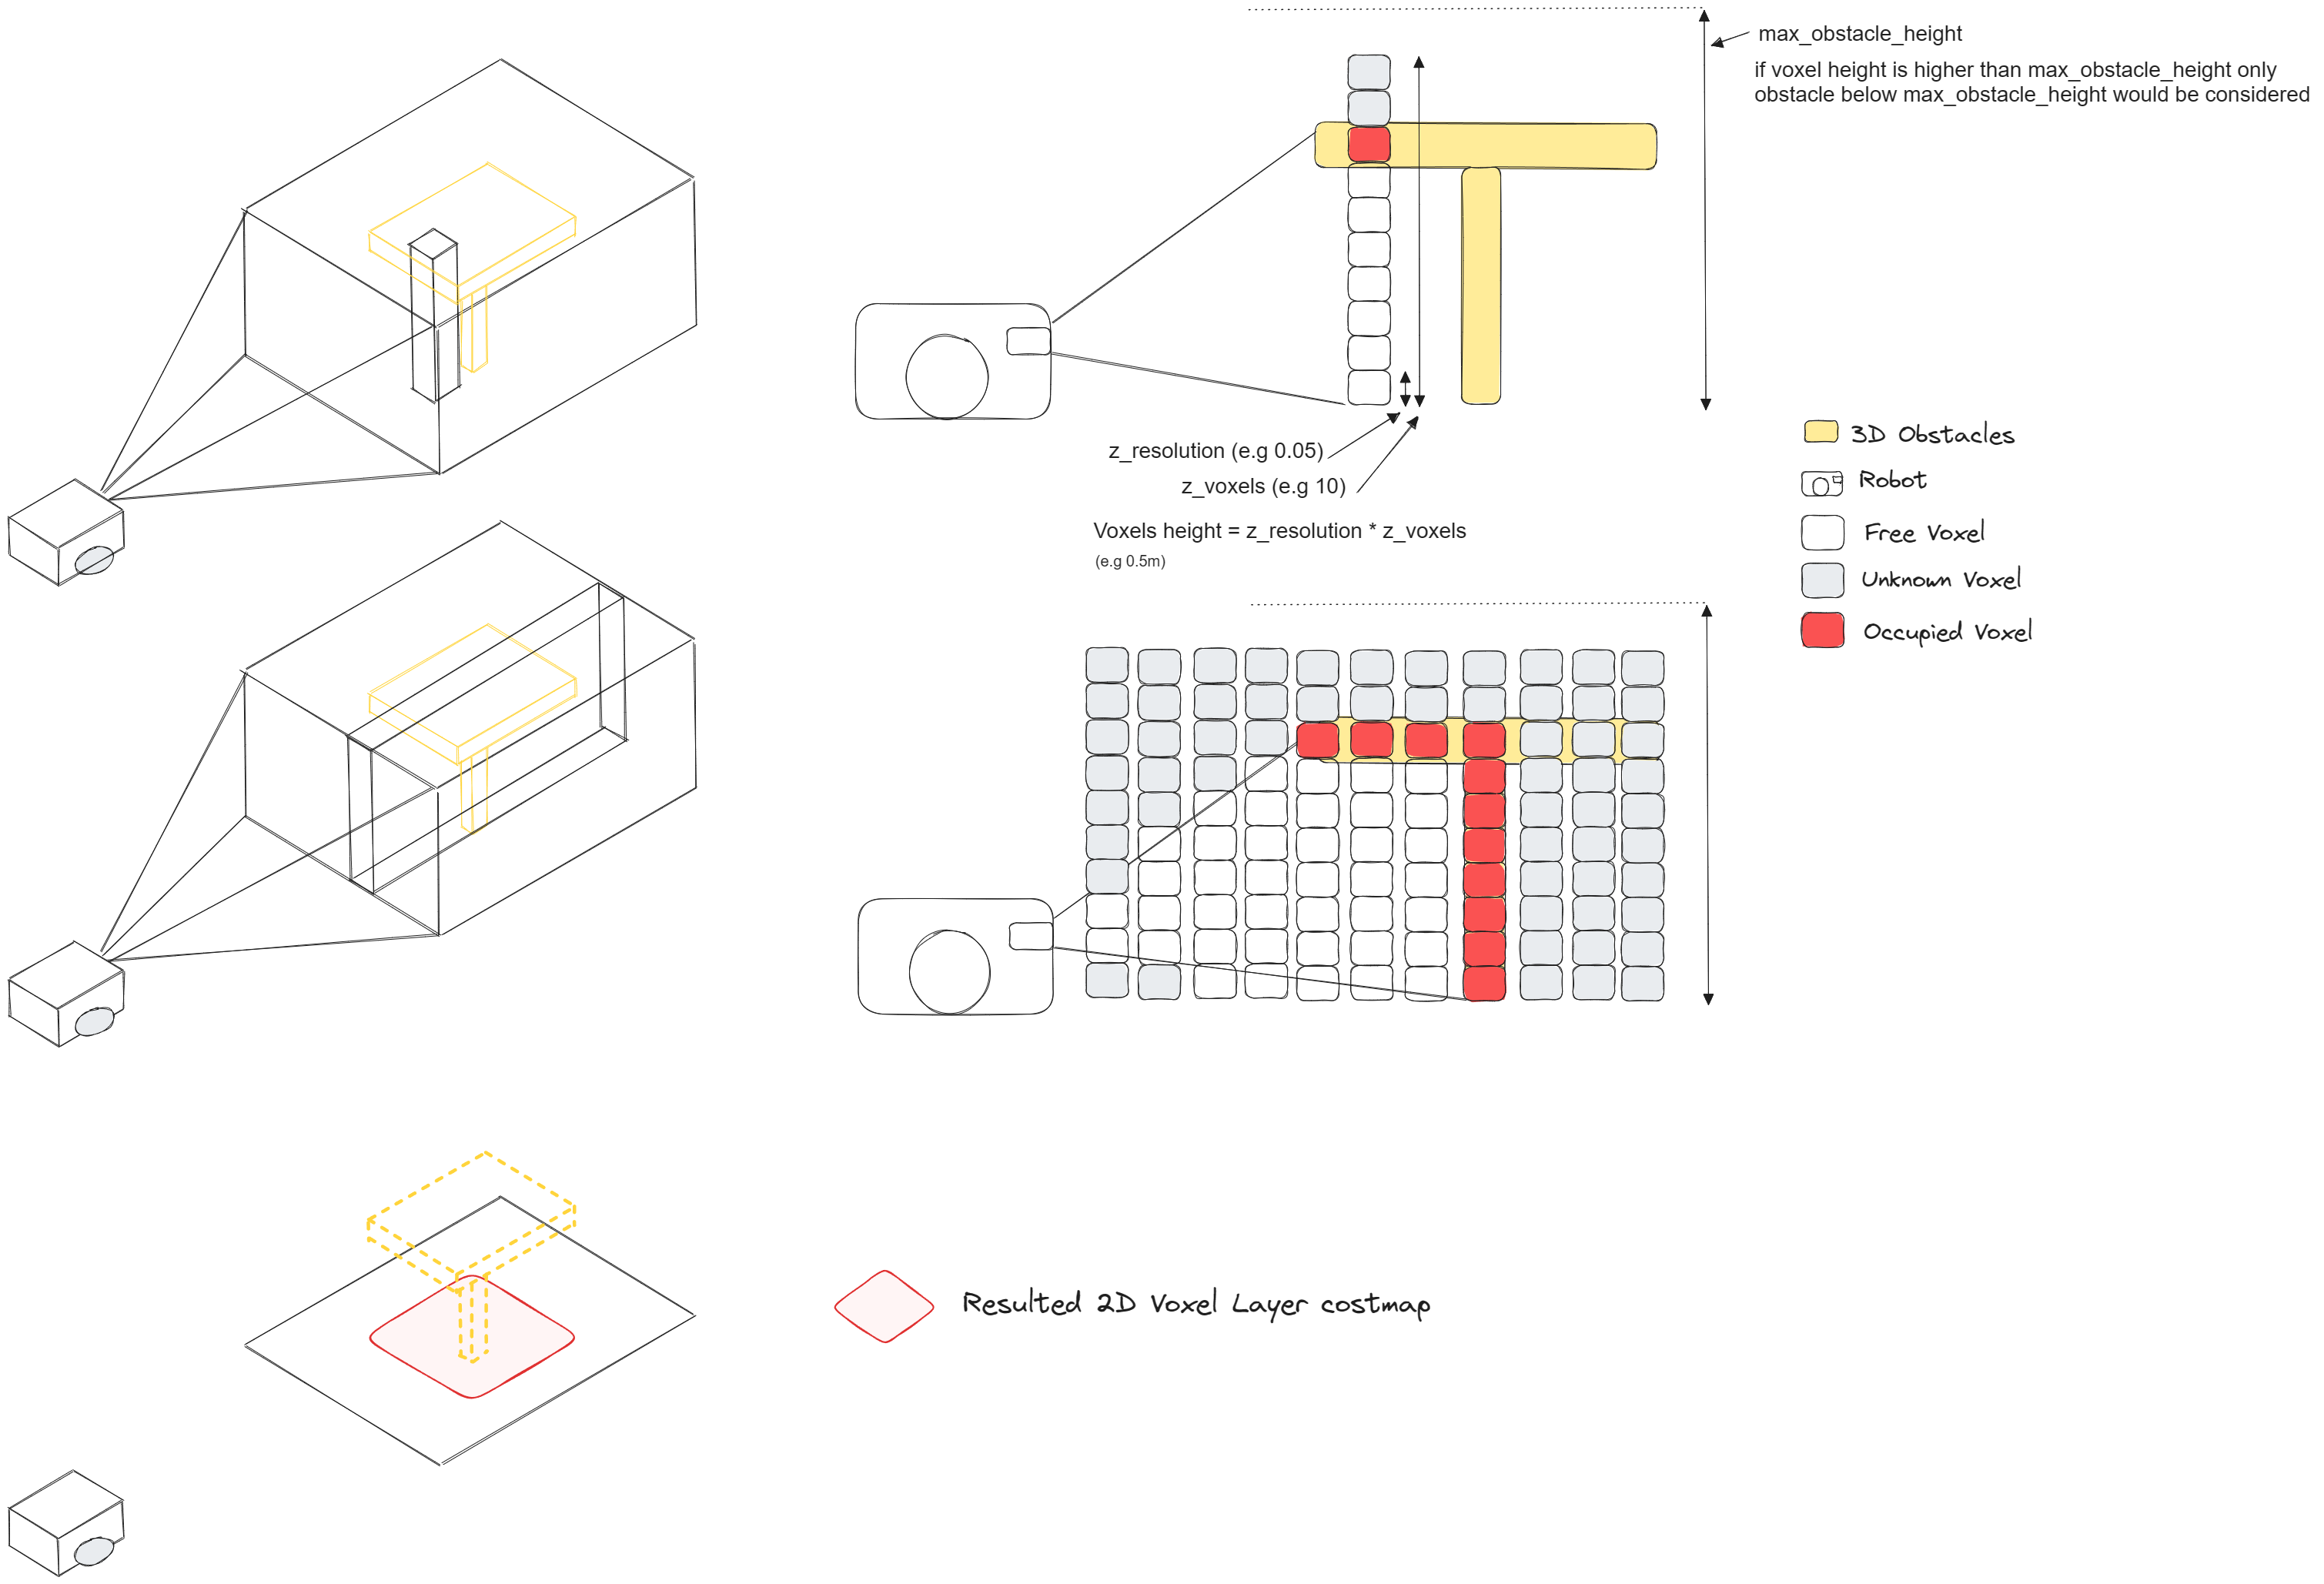 max_obstacle_height
if voxel height is higher than max_obstacle_height only
obstacle below max_obstacle_height would be considered
z_resolution (e.g 0.05)
z_voxels (e.g 10)
Voxels height = z_resolution * z_voxels
(e.g 0.5m)
3D Obstacles
Robot
Free Voxel
Unknown Voxel
Occupied Voxel
Resulted 2D Voxel Layer costmap